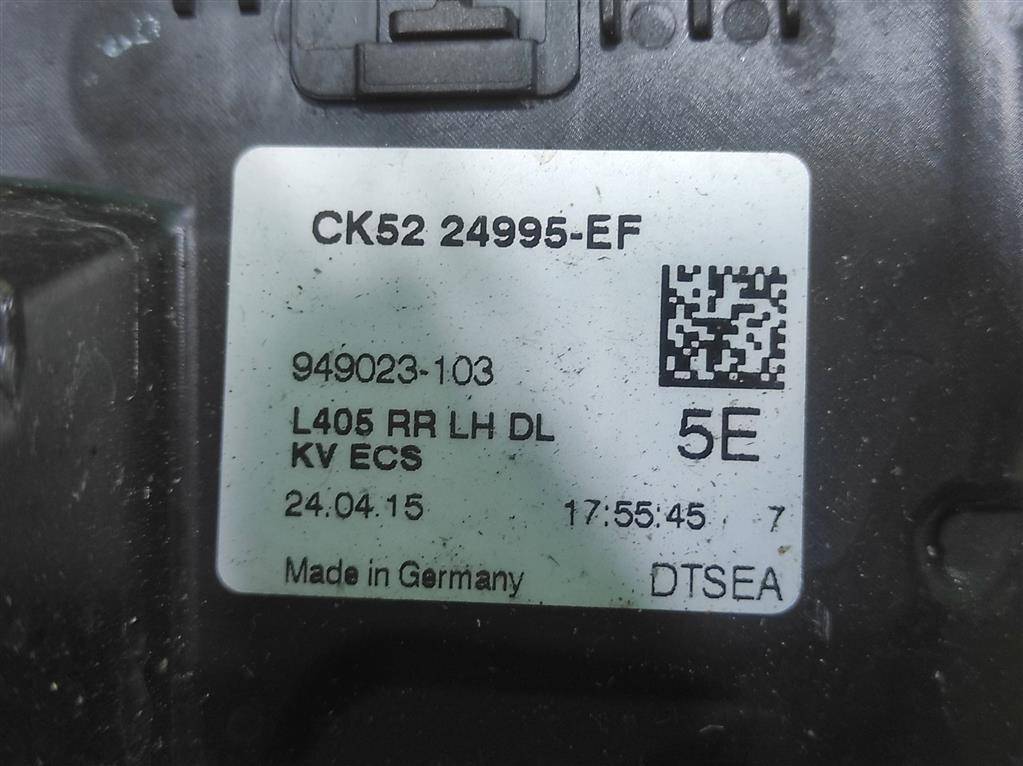 CK52 24995-EF
949023-103
L405 RR LH DL
KV ECS
5E
24.04.15 17:55:45 7
Made in Germany DTSEA